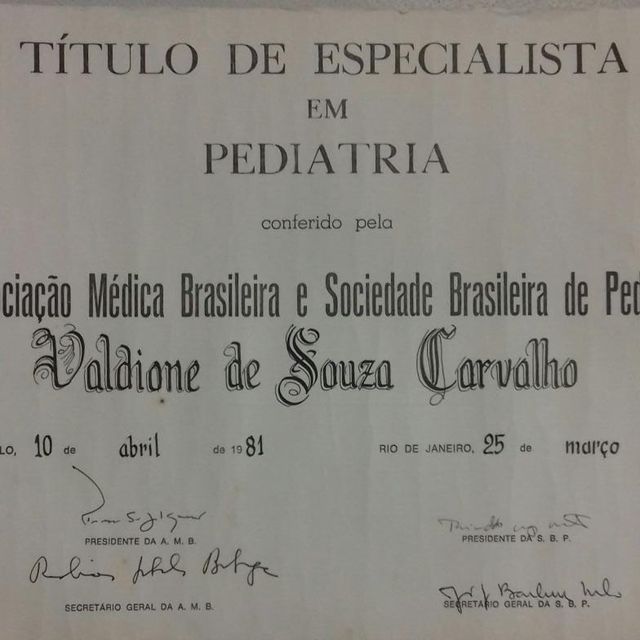 TÍTULO DE ESPECIALISTA
EM
PEDIATRIA
conferido pela
ciação Médica Brasileira e Sociedade Brasileira de Ped
Valdione de Souza Carvalho
LO, 10 de abril de 1981 RIO DE JANEIRO, 25 de março
PRESIDENTE DA A. M. B. PRESIDENTE DA S. B. P.
SECRETÁRIO GERAL DA A. M. B. SECRETÁRIO GERAL DA S. B. P.